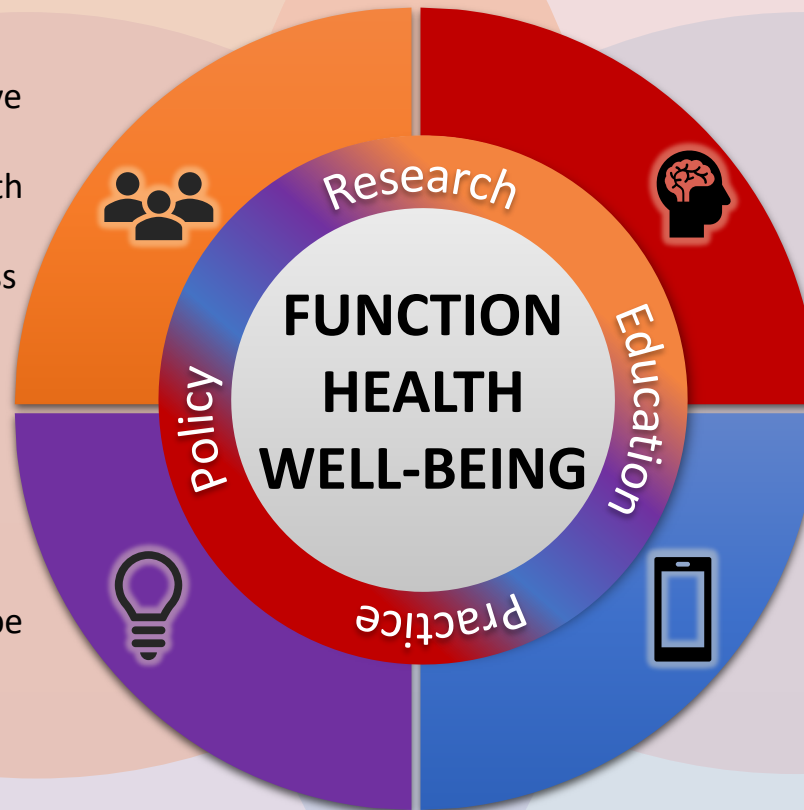 Research
Education
FUNCTION
HEALTH
WELL-BEING
Policy
Practice